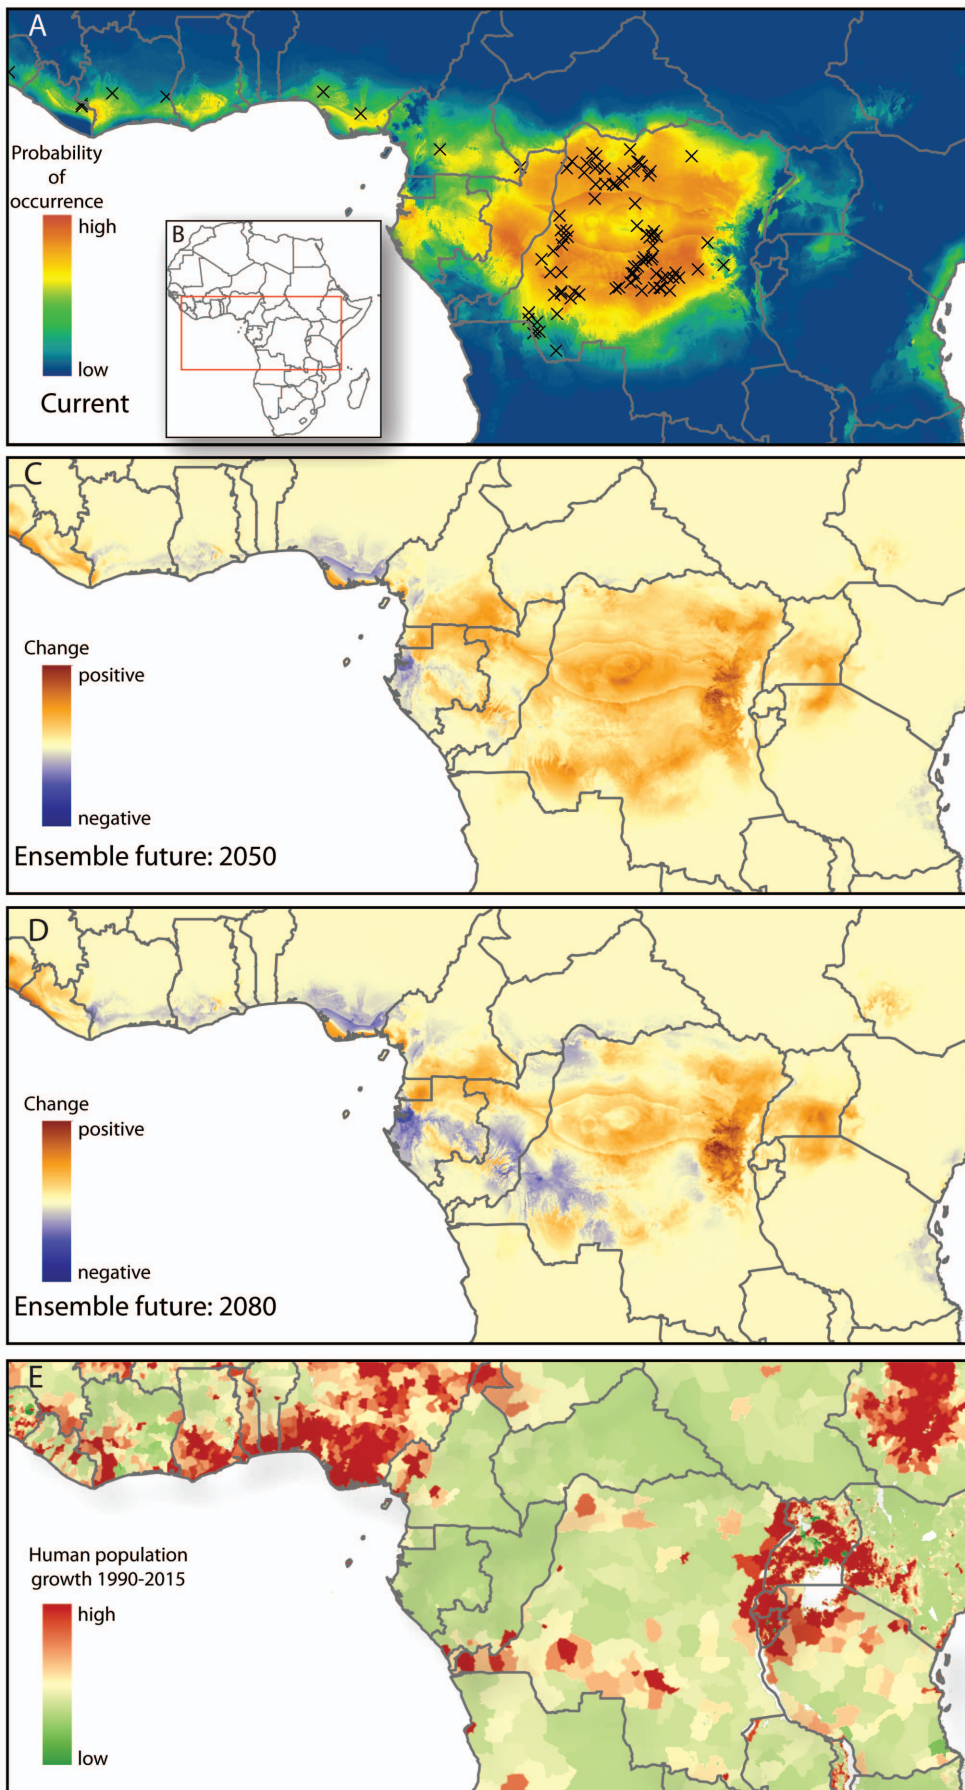 A
Probability
of
occurrence
high
low
Current
B
C
Change
positive
negative
Ensemble future: 2050
D
Change
positive
negative
Ensemble future: 2080
E
Human population
growth 1990-2015
high
low